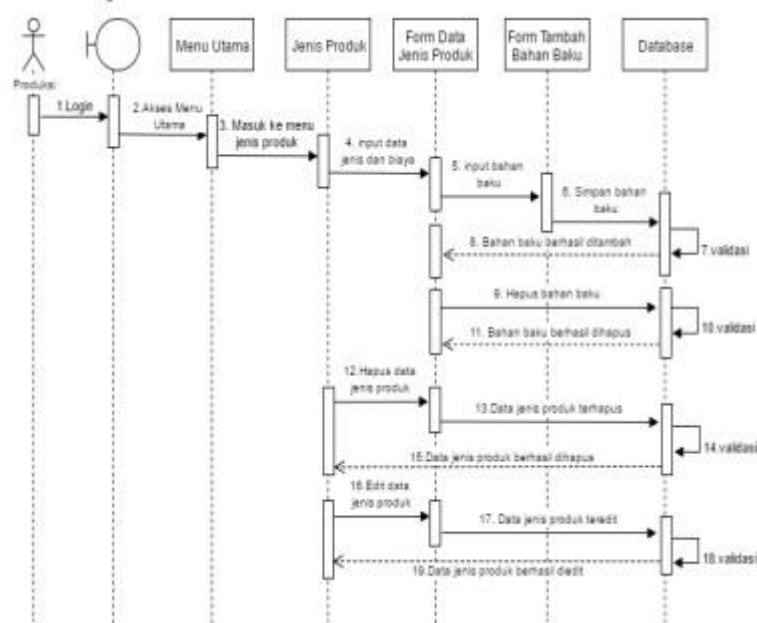 Menu Utama
Jenis Produk
Form Data
Jenis Produk
Form Tambah
Bahan Baku
Database
Produksi
1.Login
2.Akses Menu
Utama
3. Masuk ke menu
jenis produk
4. input data
jenis dan biaya
5. input bahan
baku
6. Simpan bahan
baku
7.validasi
8. Bahan baku berhasil ditambah
9. Hapus bahan baku
10.validasi
11. Bahan baku berhasil dihapus
12.Hapus data
jenis produk
13.Data jenis produk terhapus
14.validasi
15.Data jenis produk berhasil dihapus
16.Edit data
jenis produk
17. Data jenis produk teredit
18.validasi
19.Data jenis produk berhasil diedit